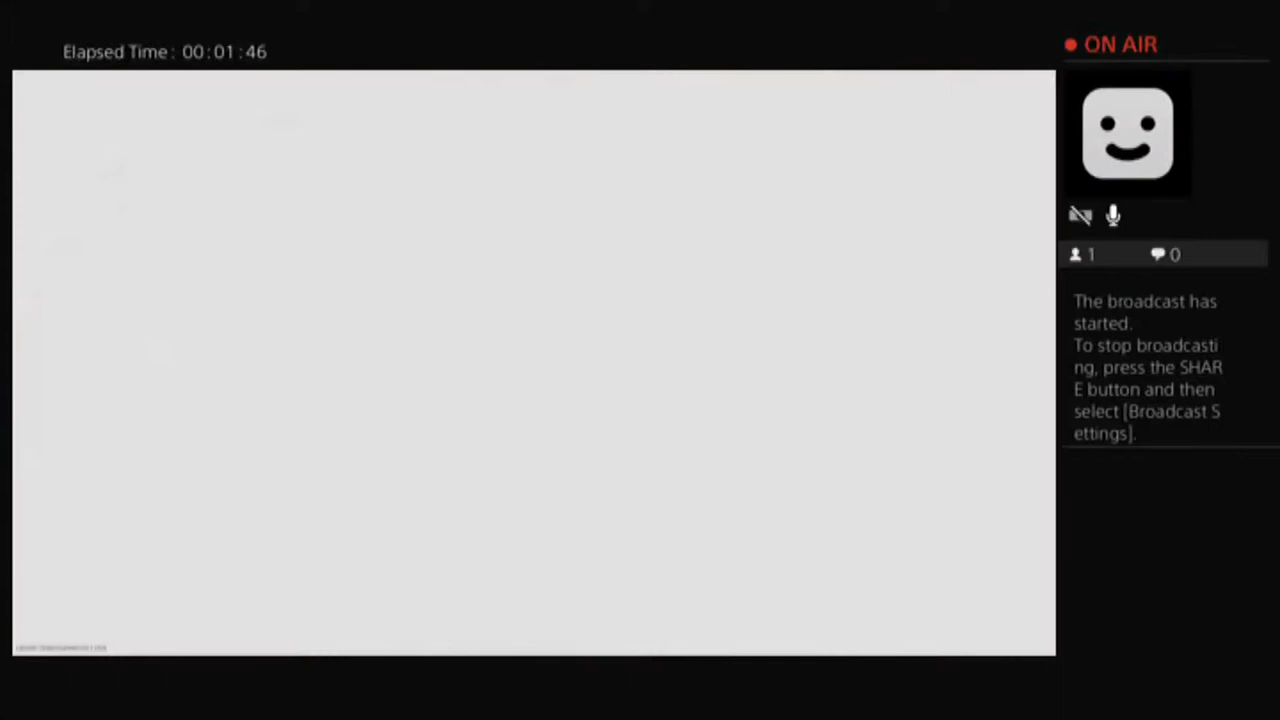 Elapsed Time: 00:01:46
ON AIR
1
0
The broadcast has
started.
To stop broadcasti
ng, press the SHAR
E button and then
select [Broadcast S
ettings].